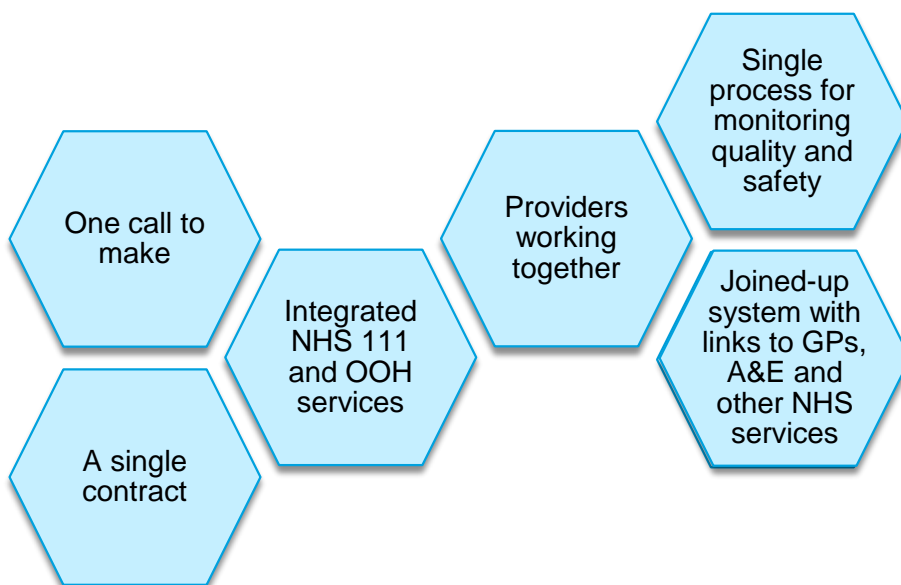 One call to
make
A single
contract
Integrated
NHS 111
and OOH
services
Providers
working
together
Single
process for
monitoring
quality and
safety
Joined-up
system with
links to GPs,
A&E and
other NHS
services